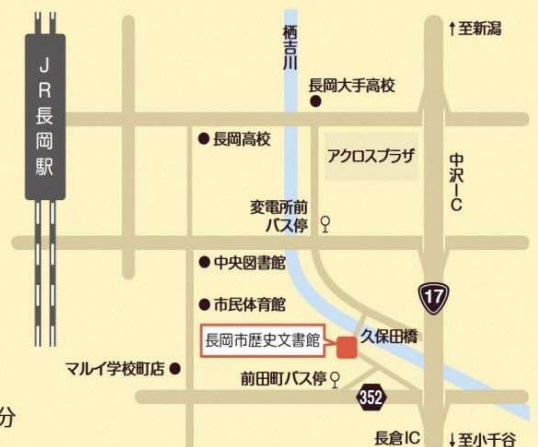 ↑至新潟
栖吉川
長岡大手高校
JR長岡駅
長岡高校
アクロスプラザ
中沢IC
変電所前
バス停
中央図書館
17
市民体育館
長岡市歴史文書館
久保田橋
マルイ学校町店
前田町バス停
352
分
長倉IC
↓至小千谷